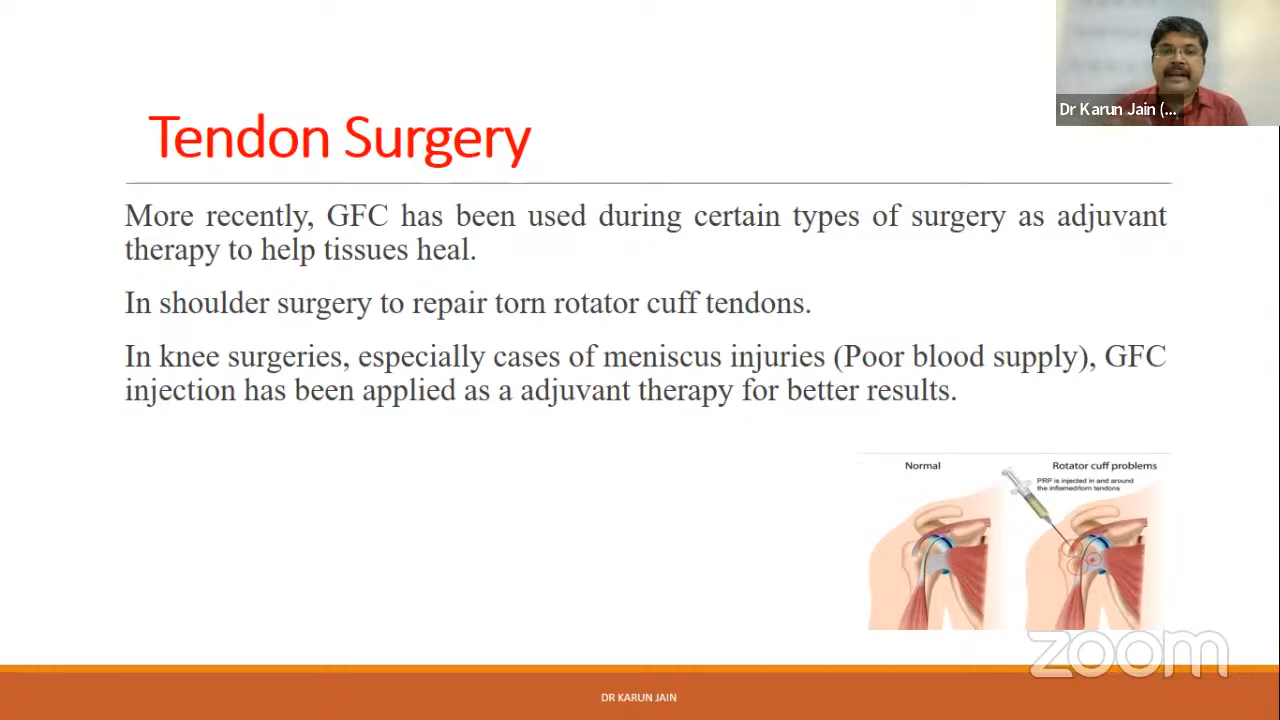 Dr Karun Jain (...
Tendon Surgery
More recently, GFC has been used during certain types of surgery as adjuvant
therapy to help tissues heal.
In shoulder surgery to repair torn rotator cuff tendons.
In knee surgeries, especially cases of meniscus injuries (Poor blood supply), GFC
injection has been applied as a adjuvant therapy for better results.
Normal
Rotator cuff problems
PRP is injected in and around
the inflamed/torn tendons
zoom
DR KARUN JAIN